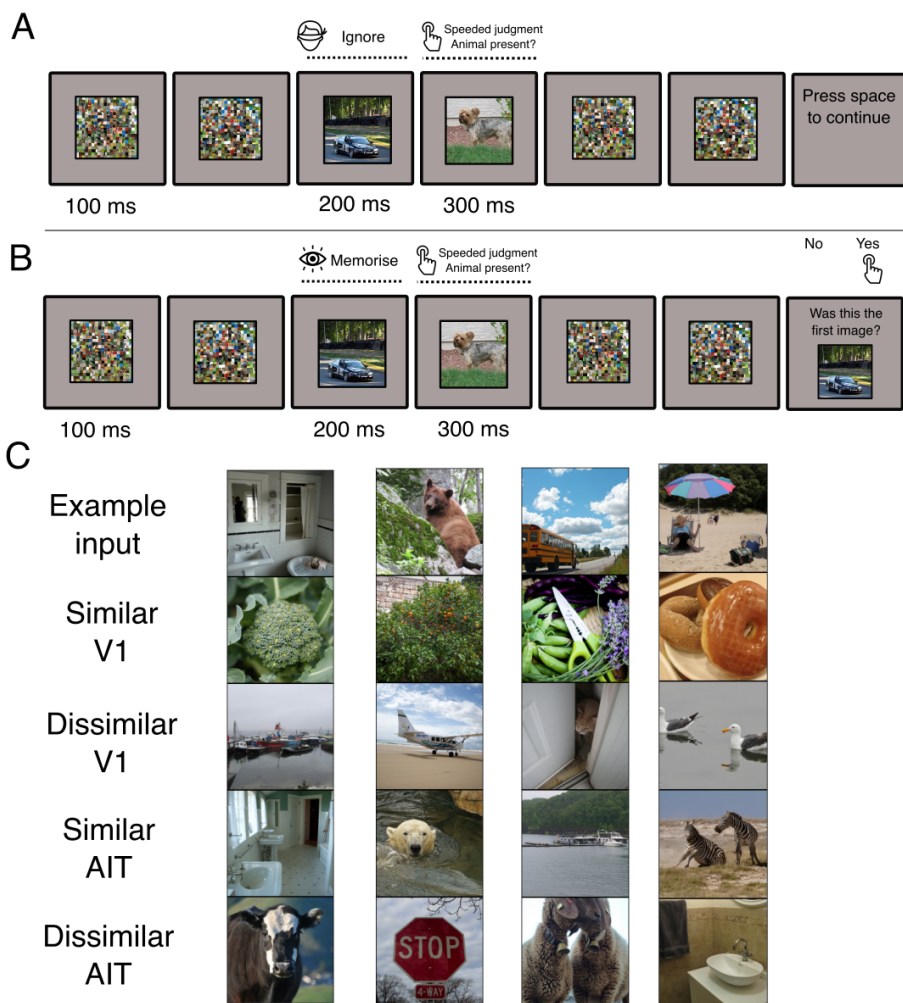 A
Ignore
Speeded judgment
Animal present?
Press space
to continue
100 ms
200 ms
300 ms
B
Memorise
Speeded judgment
Animal present?
No
Yes
Was this the
first image?
100 ms
200 ms
300 ms
C
Example
input
Similar
V1
Dissimilar
V1
Similar
AIT
Dissimilar
AIT
STOP
4-WAY